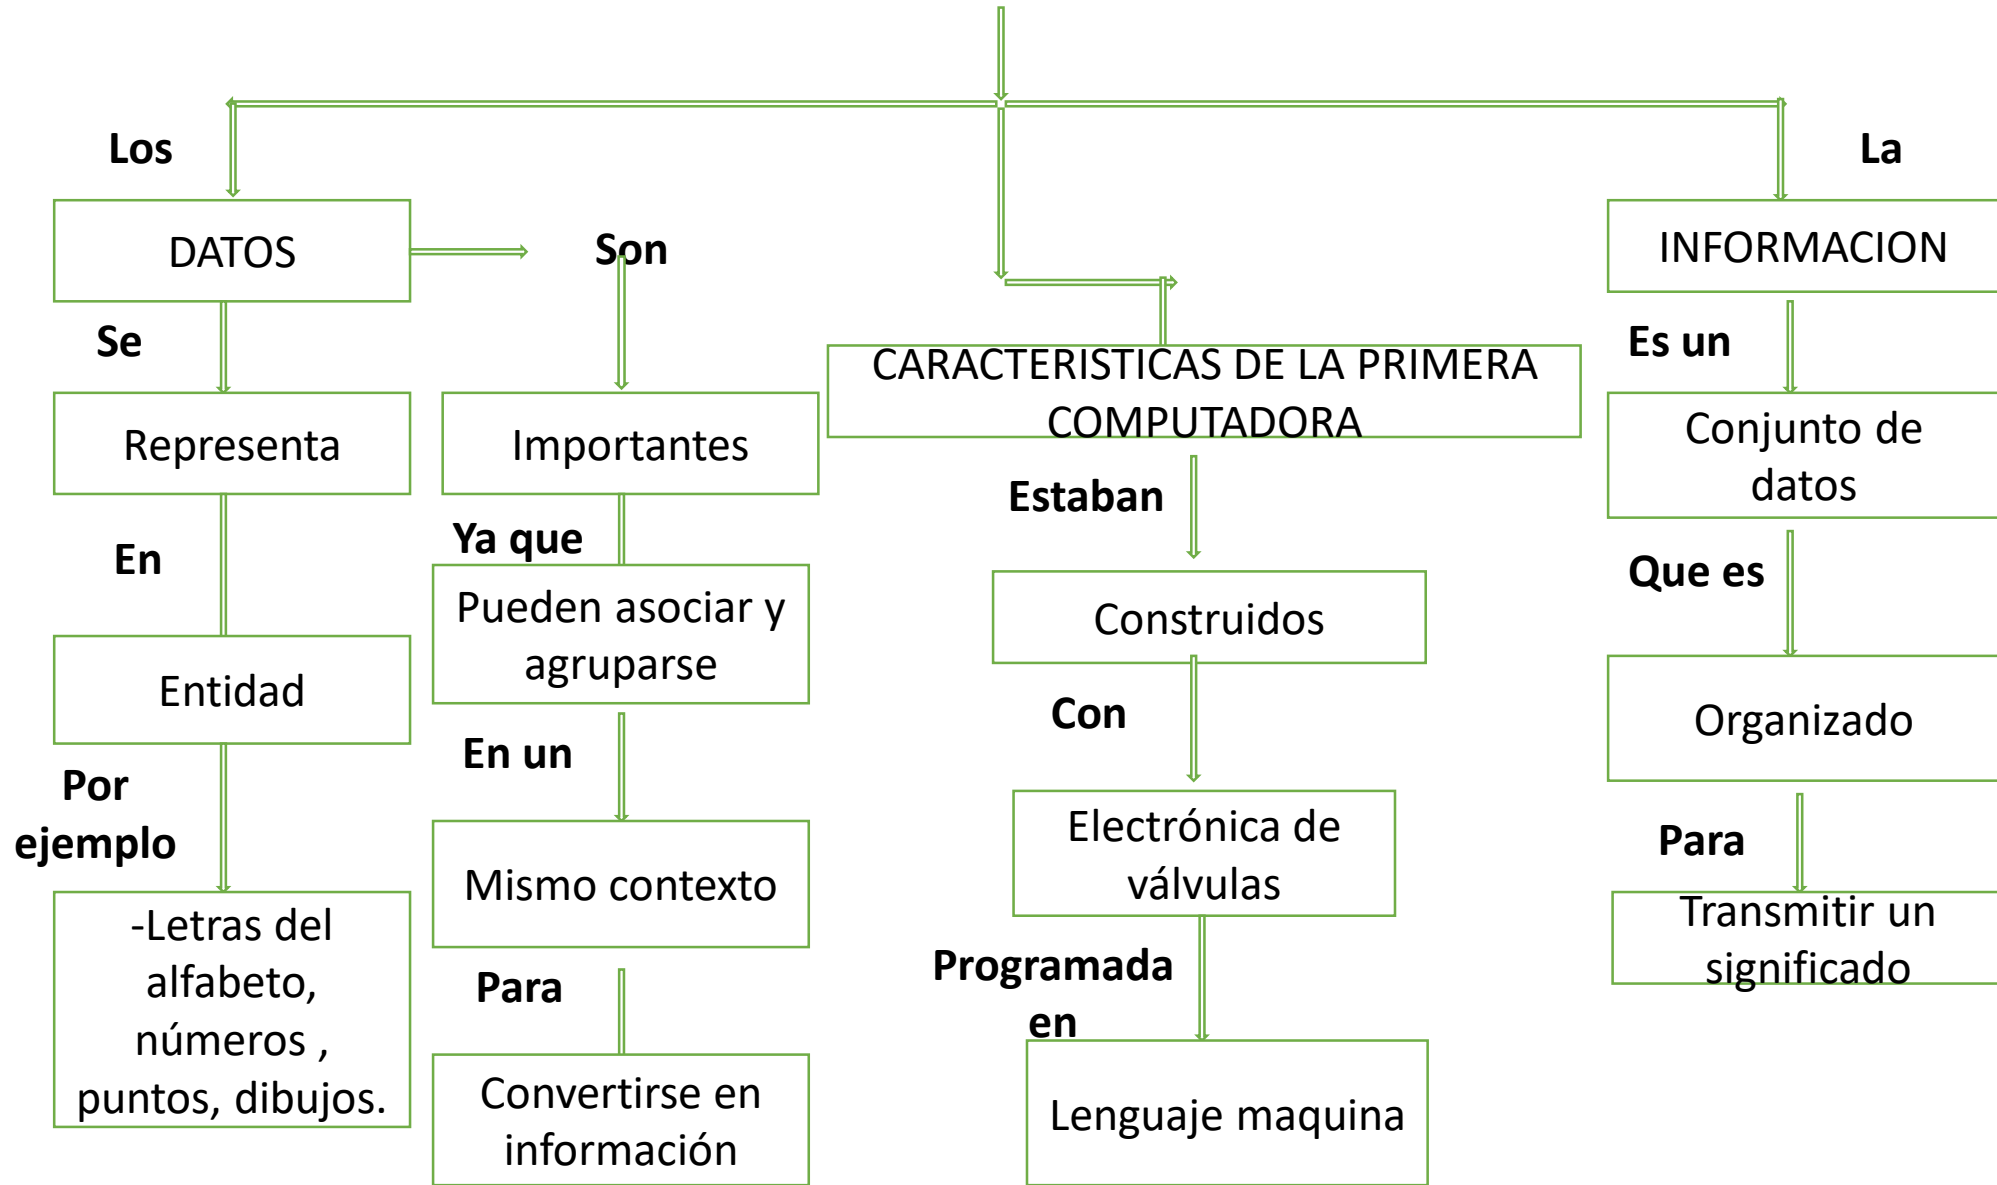 Los
DATOS
Se
Representa
En
Entidad
Por
ejemplo
-Letras del
alfabeto,
números ,
puntos, dibujos.
Son
Importantes
Ya que
Pueden asociar y
agruparse
En un
Mismo contexto
Para
Convertirse en
información
CARACTERISTICAS DE LA PRIMERA
COMPUTADORA
Estaban
Construidos
Con
Electrónica de
válvulas
Programada
en
Lenguaje maquina
La
INFORMACION
Es un
Conjunto de
datos
Que es
Organizado
Para
Transmitir un
significado